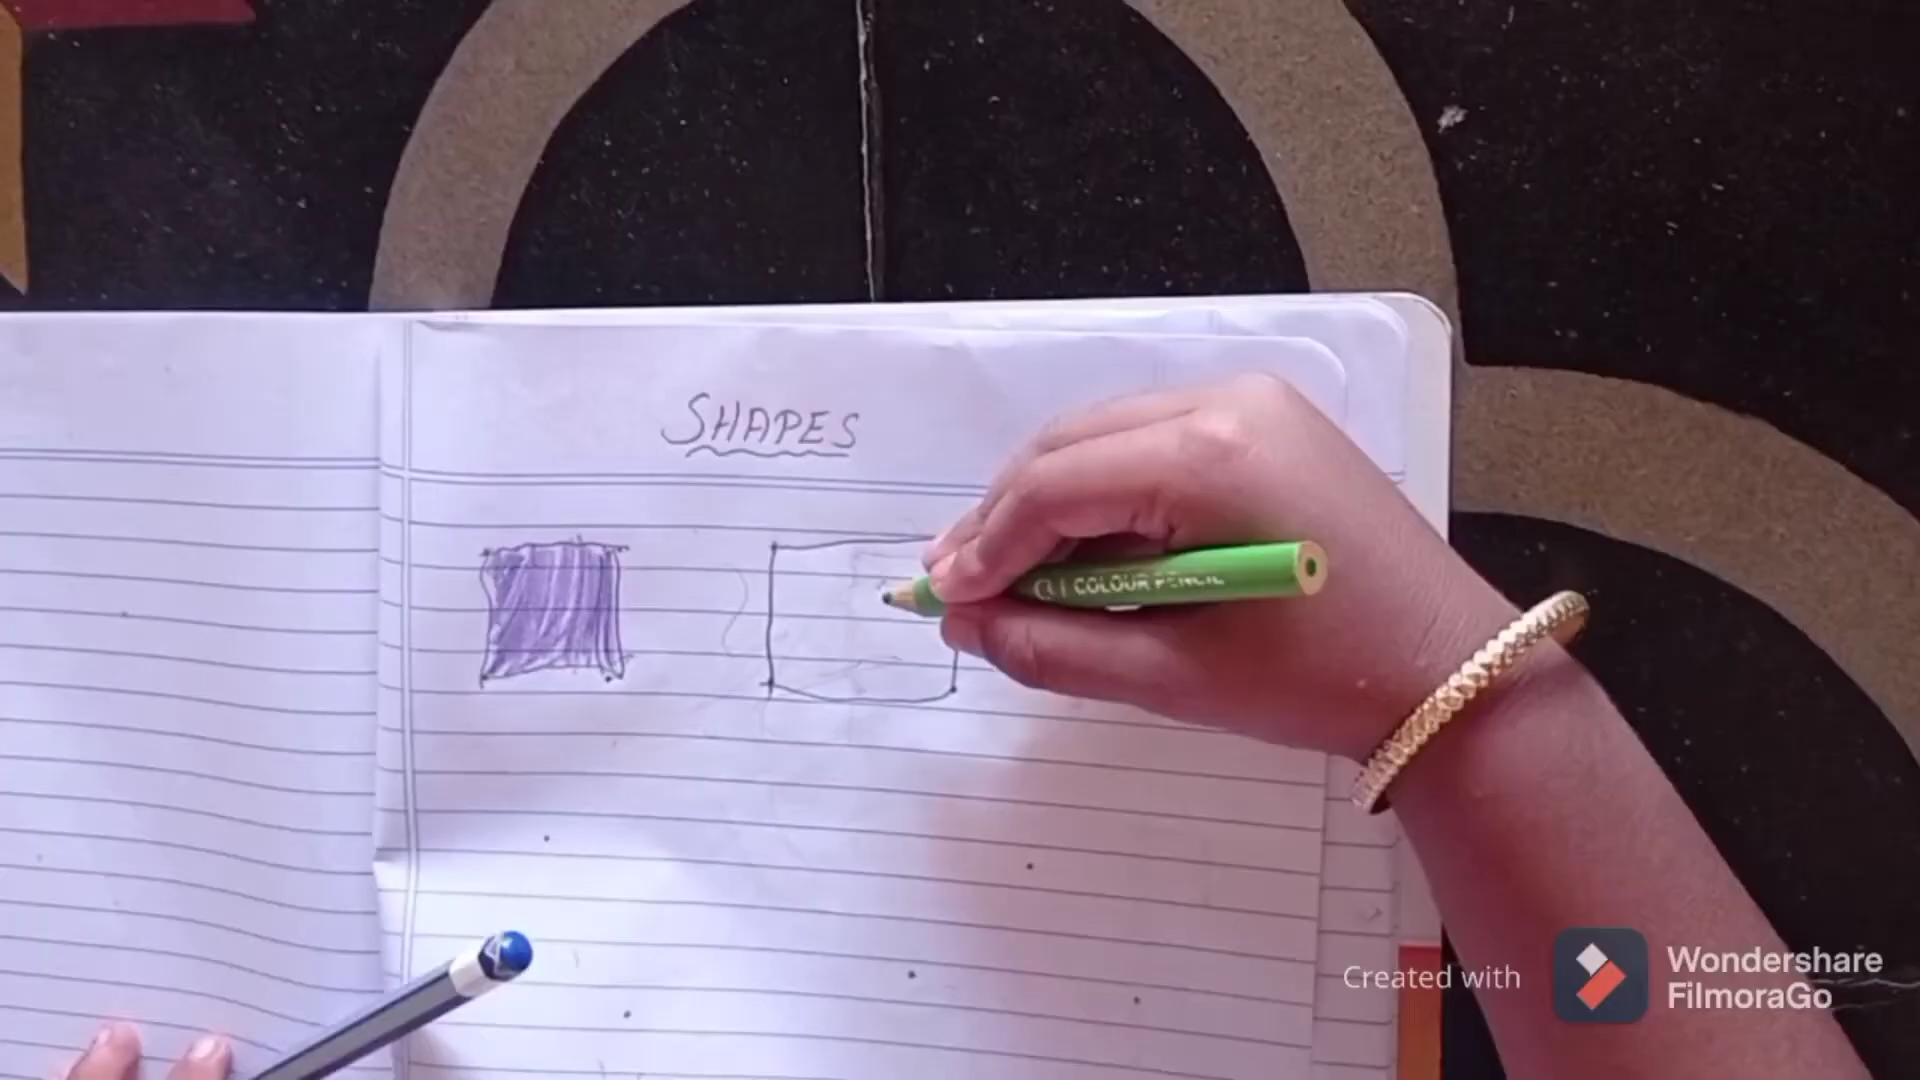 SHAPES
COLOUR PENCIL
Created with
Wondershare
FilmoraGo